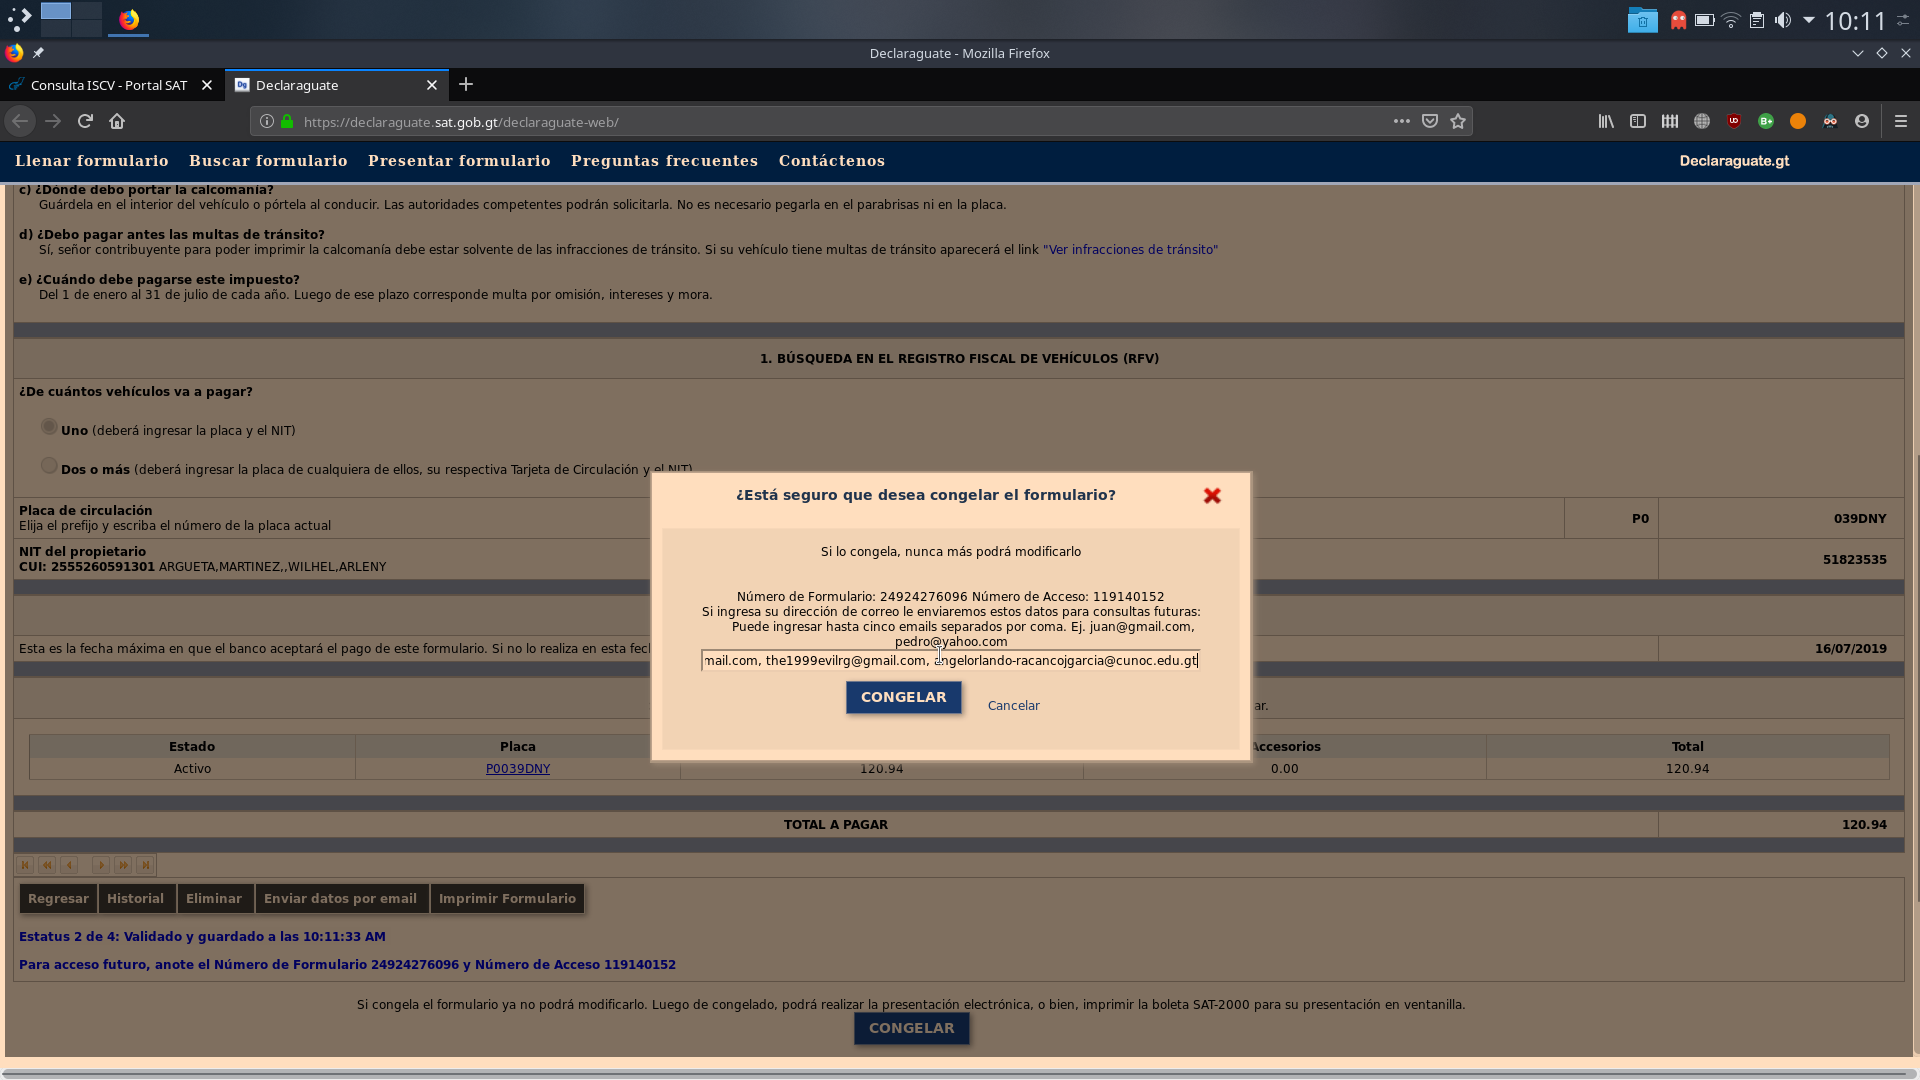 10:11
Declaraguate - Mozilla Firefox
Consulta ISCV - Portal SAT
Dg Declaraguate
https://declaraguate.sat.gob.gt/declaraguate-web/
Llenar formulario Buscar formulario Presentar formulario Preguntas frecuentes Contáctenos Declaraguate.gt
c) ¿Dónde debo portar la calcomanía?
Guárdela en el interior del vehículo o pórtela al conducir. Las autoridades competentes podrán solicitarla. No es necesario pegarla en el parabrisas ni en la placa.
d) ¿Debo pagar antes las multas de tránsito?
Sí, señor contribuyente para poder imprimir la calcomanía debe estar solvente de las infracciones de tránsito. Si su vehículo tiene multas de tránsito aparecerá el link "Ver infracciones de tránsito"
e) ¿Cuándo debe pagarse este impuesto?
Del 1 de enero al 31 de julio de cada año. Luego de ese plazo corresponde multa por omisión, intereses y mora.
1. BÚSQUEDA EN EL REGISTRO FISCAL DE VEHÍCULOS (RFV)
¿De cuántos vehículos va a pagar?
Uno (deberá ingresar la placa y el NIT)
Dos o más (deberá ingresar la placa de cualquiera de ellos, su respectiva Tarjeta de Circulación y el NIT)
Placa de circulación
Elija el prefijo y escriba el número de la placa actual
P0 039DNY
NIT del propietario
CUI: 2555260591301 ARGUETA,MARTINEZ,,WILHEL,ARLENY
51823535
¿Está seguro que desea congelar el formulario?
Si lo congela, nunca más podrá modificarlo
Número de Formulario: 24924276096 Número de Acceso: 119140152
Si ingresa su dirección de correo le enviaremos estos datos para consultas futuras:
Puede ingresar hasta cinco emails separados por coma. Ej. juan@gmail.com,
pedro@yahoo.com
mail.com, the1999evilrg@gmail.com, angelorlando-racancojgarcia@cunoc.edu.gt
CONGELAR Cancelar
Esta es la fecha máxima en que el banco aceptará el pago de este formulario. Si no lo realiza en esta fec
16/07/2019
ar.
Estado Placa Accesorios Total
Activo P0039DNY 120.94 0.00 120.94
TOTAL A PAGAR 120.94
Regresar Historial Eliminar Enviar datos por email Imprimir Formulario
Estatus 2 de 4: Validado y guardado a las 10:11:33 AM
Para acceso futuro, anote el Número de Formulario 24924276096 y Número de Acceso 119140152
Si congela el formulario ya no podrá modificarlo. Luego de congelado, podrá realizar la presentación electrónica, o bien, imprimir la boleta SAT-2000 para su presentación en ventanilla.
CONGELAR